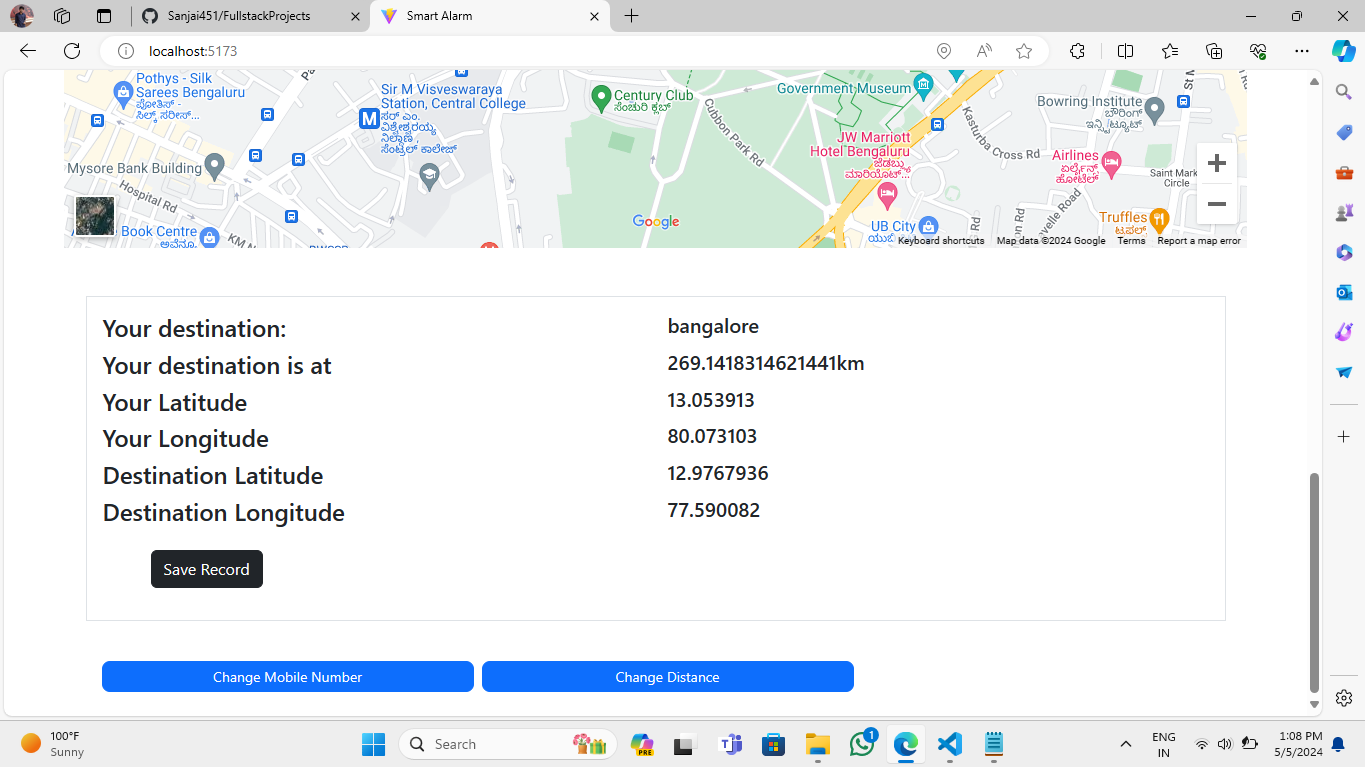 Sanjai451/FullstackProjects
Smart Alarm
localhost:5173
Pothys - Silk
Sarees Bengaluru
ಪೋತಿಸ್ -
ಸಿಲ್ಕ್ ಸರೀಸ್...
Sir M Visveswaraya
Station, Central College
ಸರ್ ಎಂ.
ವಿಶ್ವೇಶ್ವರಯ್ಯ
ನಿಲ್ದಾಣ,
ಸೆಂಟ್ರಲ್ ಕಾಲೇಜ್
M
Century Club
ಸೆಂಚುರಿ ಕ್ಲಬ್
Cubbon Park Rd
Government Museum
Bowring Institute
ಬೌರಿಂಗ್
ಇನ್ಸ್ಟಿಟ್ಯೂಟ್
Kasturba Cross Rd
JW Marriott
Hotel Bengaluru
ಜೆಡಬ್ಲ್ಯು
ಮಾರಿಯೊಟ್...
Airlines
ಏರ್ಲೈನ್ಸ್
ಹೋಟೆಲ್
Mysore Bank Building
Hospital Rd
Saint Mark
Circle
Book Centre
Google
UB City
Truffles
ಟ್ರಫಲ್ಸ್
Keyboard shortcuts
Map data ©2024 Google
Terms
Report a map error
Your destination: bangalore
Your destination is at 269.1418314621441km
Your Latitude 13.053913
Your Longitude 80.073103
Destination Latitude 12.9767936
Destination Longitude 77.590082
Save Record
Change Mobile Number
Change Distance
100°F
Sunny
Search
PRE
1
ENG
IN
1:08 PM
5/5/2024